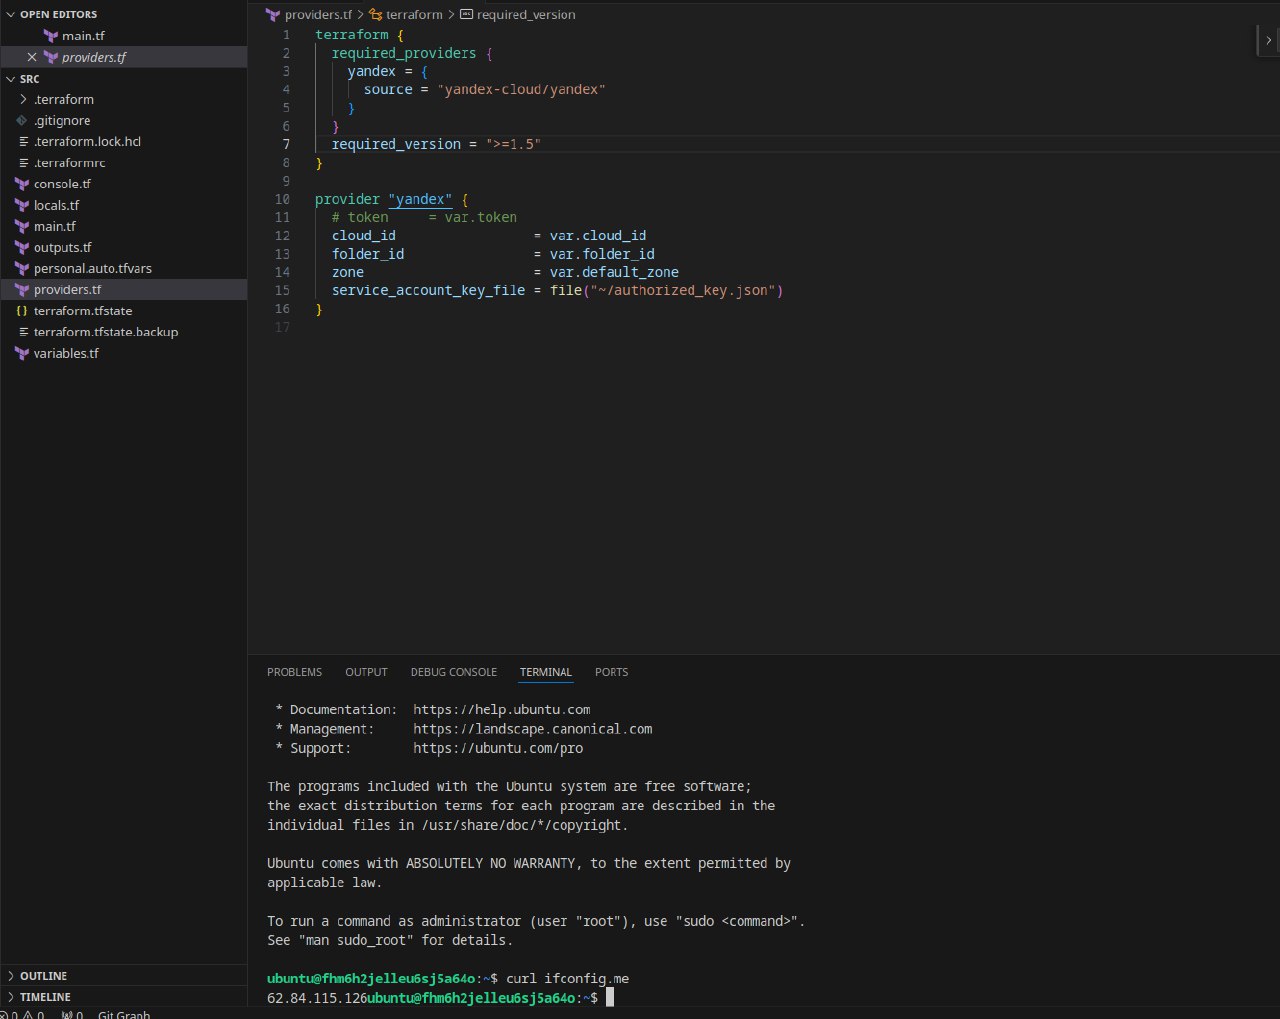 OPEN EDITORS
main.tf
providers.tf
SRC
.terraform
.gitignore
.terraform.lock.hcl
.terraformrc
console.tf
locals.tf
main.tf
outputs.tf
personal.auto.tfvars
providers.tf
terraform.tfstate
terraform.tfstate.backup
variables.tf
OUTLINE
TIMELINE
providers.tf > terraform > required_version
1 terraform {
2 required_providers {
3 yandex = {
4 source = "yandex-cloud/yandex"
5 }
6 }
7 required_version = ">=1.5"
8 }
9
10 provider "yandex" {
11 # token     = var.token
12 cloud_id                 = var.cloud_id
13 folder_id                = var.folder_id
14 zone                     = var.default_zone
15 service_account_key_file = file("~/authorized_key.json")
16 }
17
PROBLEMS OUTPUT DEBUG CONSOLE TERMINAL PORTS
* Documentation:  https://help.ubuntu.com
* Management:     https://landscape.canonical.com
* Support:        https://ubuntu.com/pro
The programs included with the Ubuntu system are free software;
the exact distribution terms for each program are described in the
individual files in /usr/share/doc/*/copyright.
Ubuntu comes with ABSOLUTELY NO WARRANTY, to the extent permitted by
applicable law.
To run a command as administrator (user "root"), use "sudo <command>".
See "man sudo_root" for details.
ubuntu@fhm6h2jelleu6sj5a64o:~$ curl ifconfig.me
62.84.115.126ubuntu@fhm6h2jelleu6sj5a64o:~$
0 0 0 Git Graph